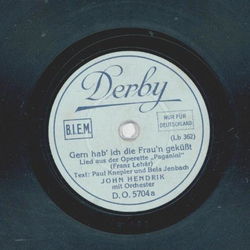 Derby
B.I.E.M.
NUR FÜR
DEUTSCHLAND
(Lb 362)
Gern hab' ich die Frau'n geküßt
Lied aus der Operette „Paganini"
(Franz Lehár)
Text: Paul Knepler und Bela Jenbach
JOHN HENDRIK
mit Orchester
D. O. 5704a